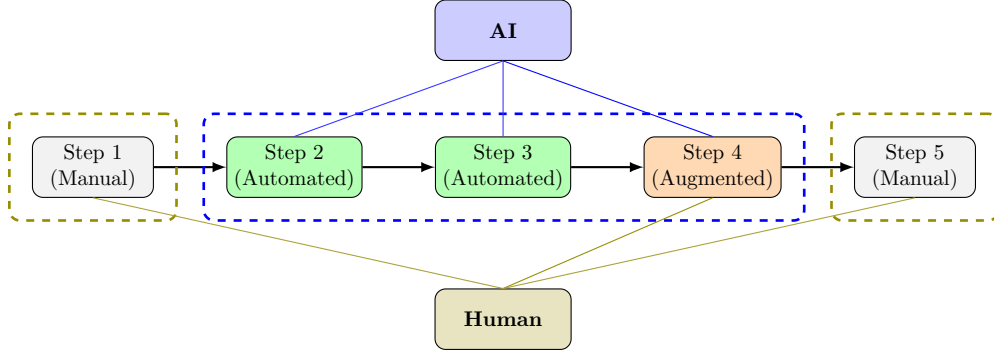 AI
Step 1
(Manual)
Step 2
(Automated)
Step 3
(Automated)
Step 4
(Augmented)
Step 5
(Manual)
Human